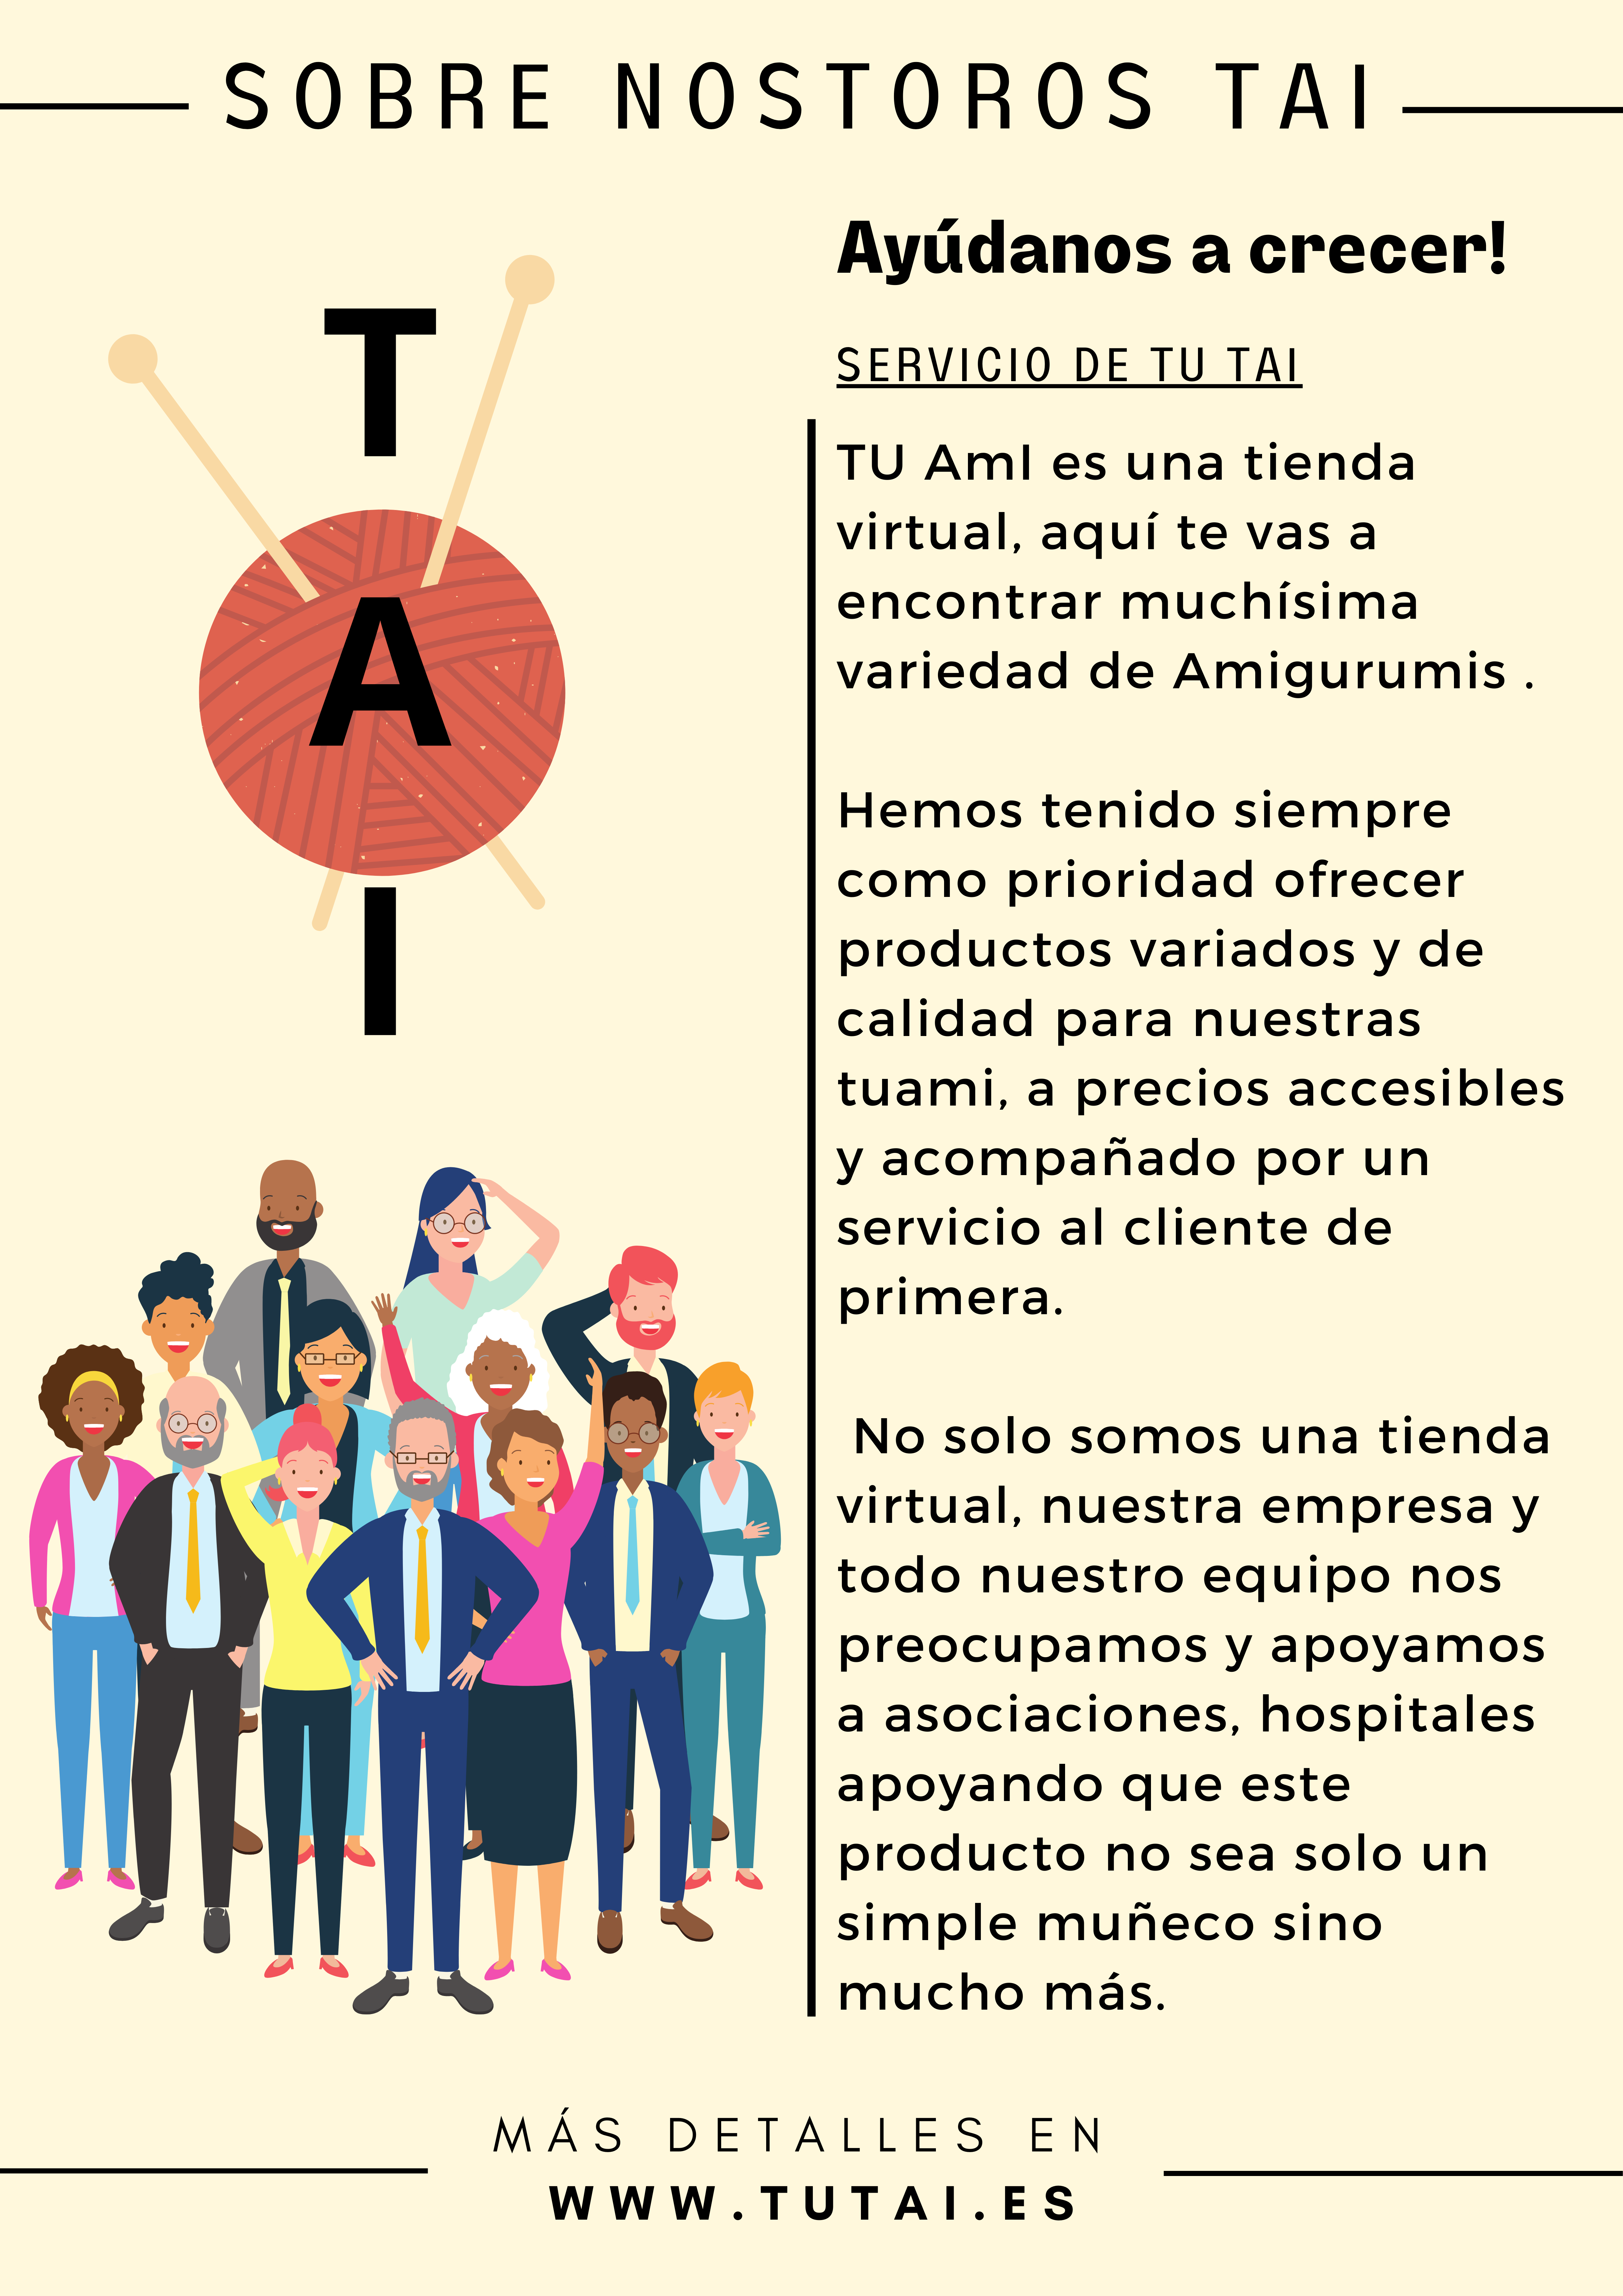 SOBRE NOSTOROS TAI
T
A
I
Ayúdanos a crecer!
SERVICIO DE TU TAI
TU AmI es una tienda
virtual, aquí te vas a
encontrar muchísima
variedad de Amigurumis .
Hemos tenido siempre
como prioridad ofrecer
productos variados y de
calidad para nuestras
tuami, a precios accesibles
y acompañado por un
servicio al cliente de
primera.
No solo somos una tienda
virtual, nuestra empresa y
todo nuestro equipo nos
preocupamos y apoyamos
a asociaciones, hospitales
apoyando que este
producto no sea solo un
simple muñeco sino
mucho más.
MÁS DETALLES EN
WWW.TUTAI.ES